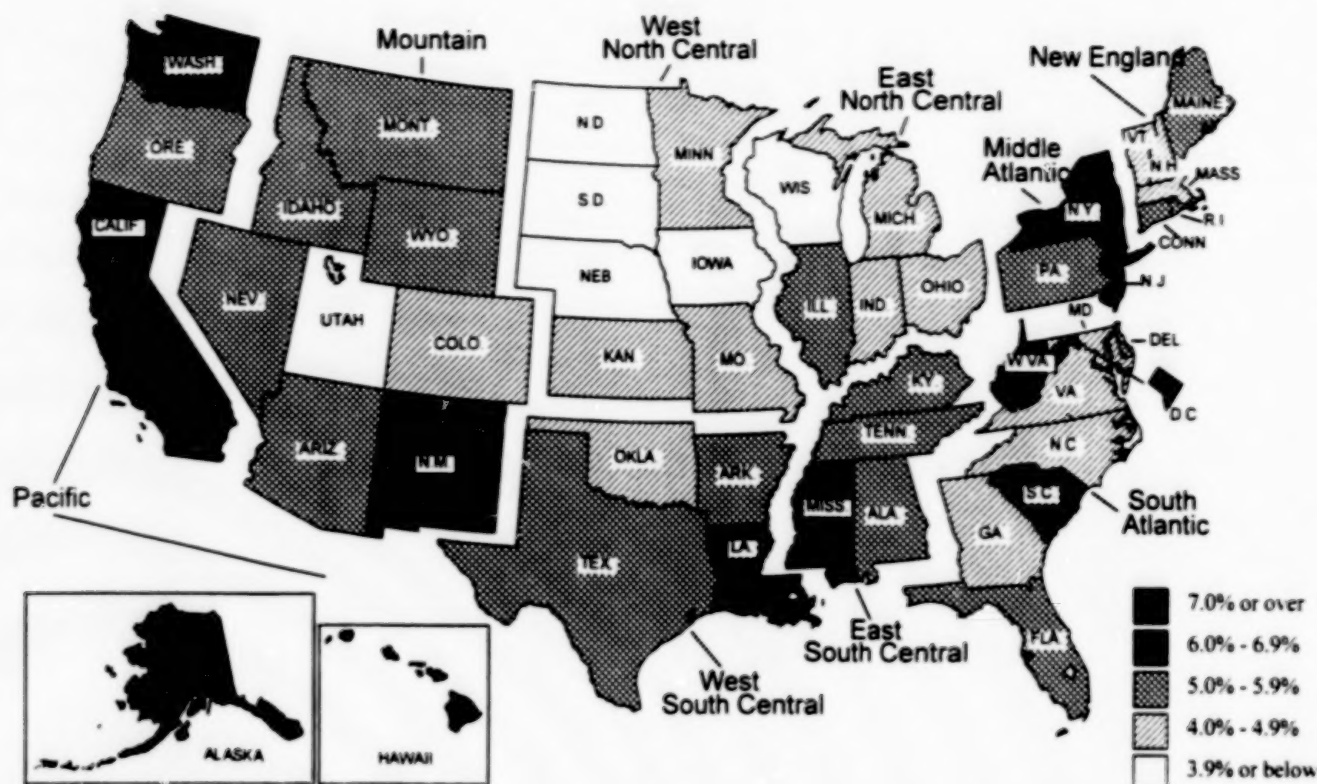 Mountain
West
North Central
East
North Central
New England
Middle
Atlantic
WASH
ORE
CALIF
MONT
IDAHO
WYO
NEV
UTAH
COLO
ARIZ
N M
N D
S D
NEB
KAN
MINN
IOWA
MO
WIS
MICH
ILL
IND
OHIO
OKLA
ARK
TEX
LA
KY
TENN
MISS
ALA
MAINE
VT
N H
MASS
R I
CONN
N Y
PA
N J
MD
DEL
W VA
VA
D C
N C
S C
GA
FLA
Pacific
South
Atlantic
East
South Central
West
South Central
ALASKA
HAWAII
7.0% or over
6.0% - 6.9%
5.0% - 5.9%
4.0% - 4.9%
3.9% or below